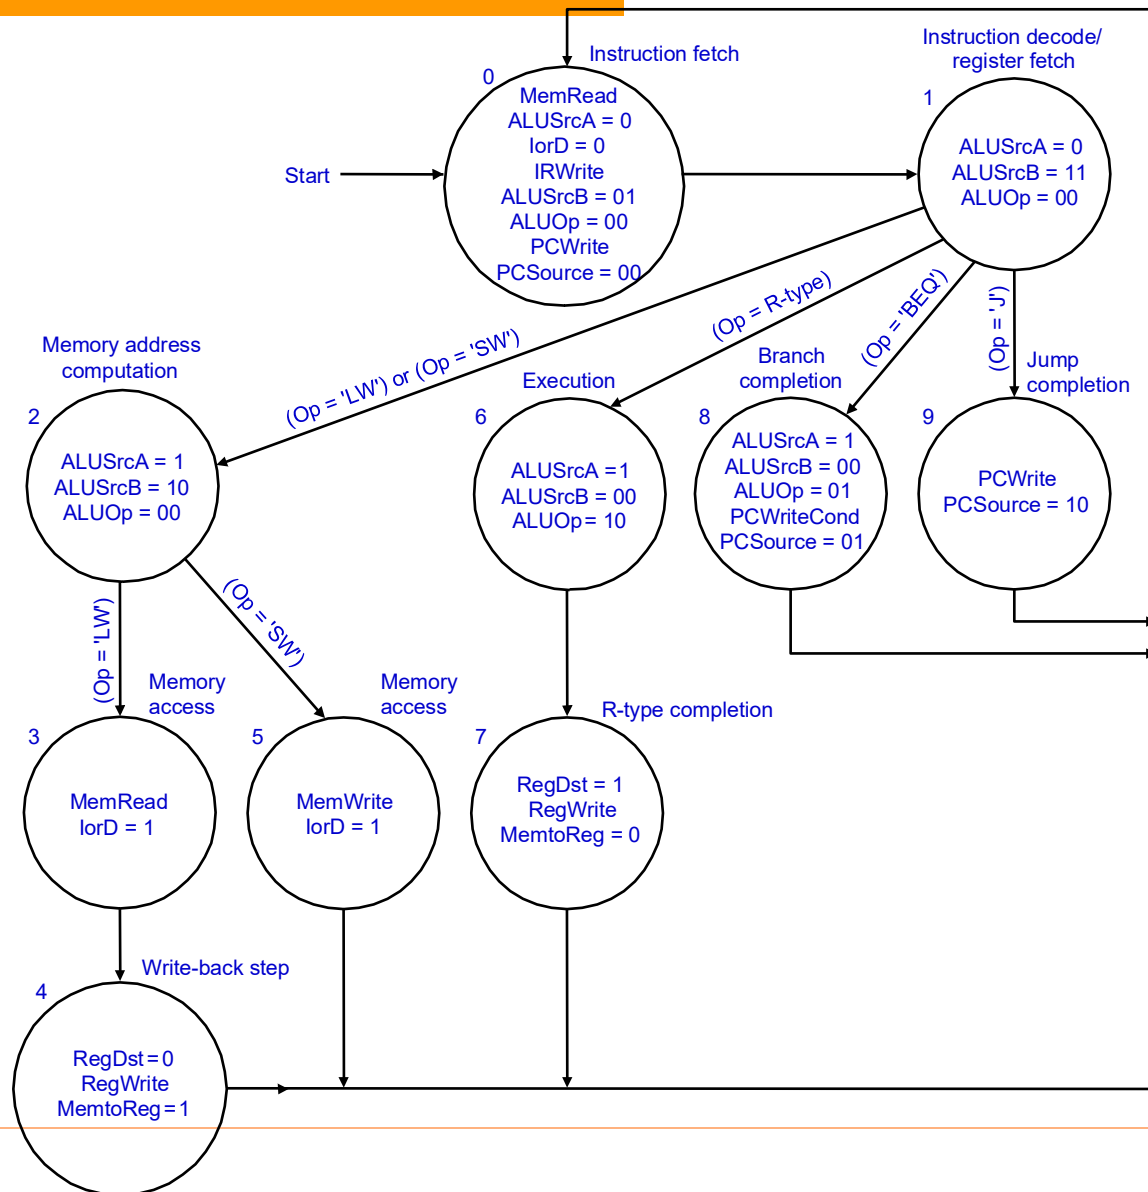 Instruction fetch
0
MemRead
ALUSrcA = 0
IorD = 0
IRWrite
ALUSrcB = 01
ALUOp = 00
PCWrite
PCSource = 00
Start
Instruction decode/
register fetch
1
ALUSrcA = 0
ALUSrcB = 11
ALUOp = 00
(Op = 'LW') or (Op = 'SW')
(Op = R-type)
(Op = 'BEQ')
(Op = 'J')
Memory address
computation
2
ALUSrcA = 1
ALUSrcB = 10
ALUOp = 00
Execution
6
ALUSrcA =1
ALUSrcB = 00
ALUOp= 10
Branch
completion
8
ALUSrcA = 1
ALUSrcB = 00
ALUOp = 01
PCWriteCond
PCSource = 01
Jump
completion
9
PCWrite
PCSource = 10
(Op = 'LW')
(Op = 'SW')
Memory
access
3
MemRead
IorD = 1
Memory
access
5
MemWrite
IorD = 1
R-type completion
7
RegDst = 1
RegWrite
MemtoReg = 0
Write-back step
4
RegDst=0
RegWrite
MemtoReg=1